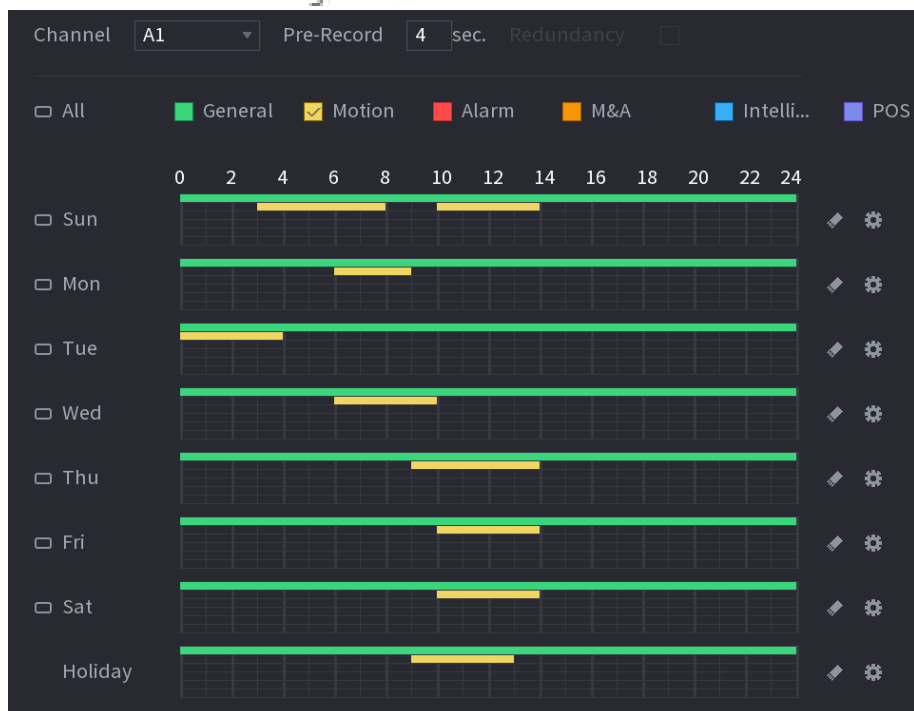 Channel A1 Pre-Record 4 sec. Redundancy
All General Motion Alarm M&A Intelli... POS
0 2 4 6 8 10 12 14 16 18 20 22 24
Sun
Mon
Tue
Wed
Thu
Fri
Sat
Holiday